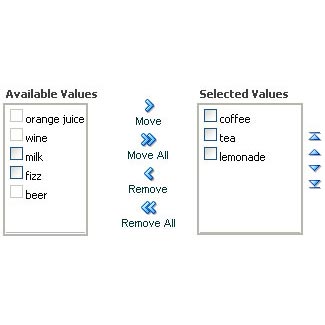 Available Values
orange juice
wine
milk
fizz
beer
Move
Move All
Remove
Remove All
Selected Values
coffee
tea
lemonade